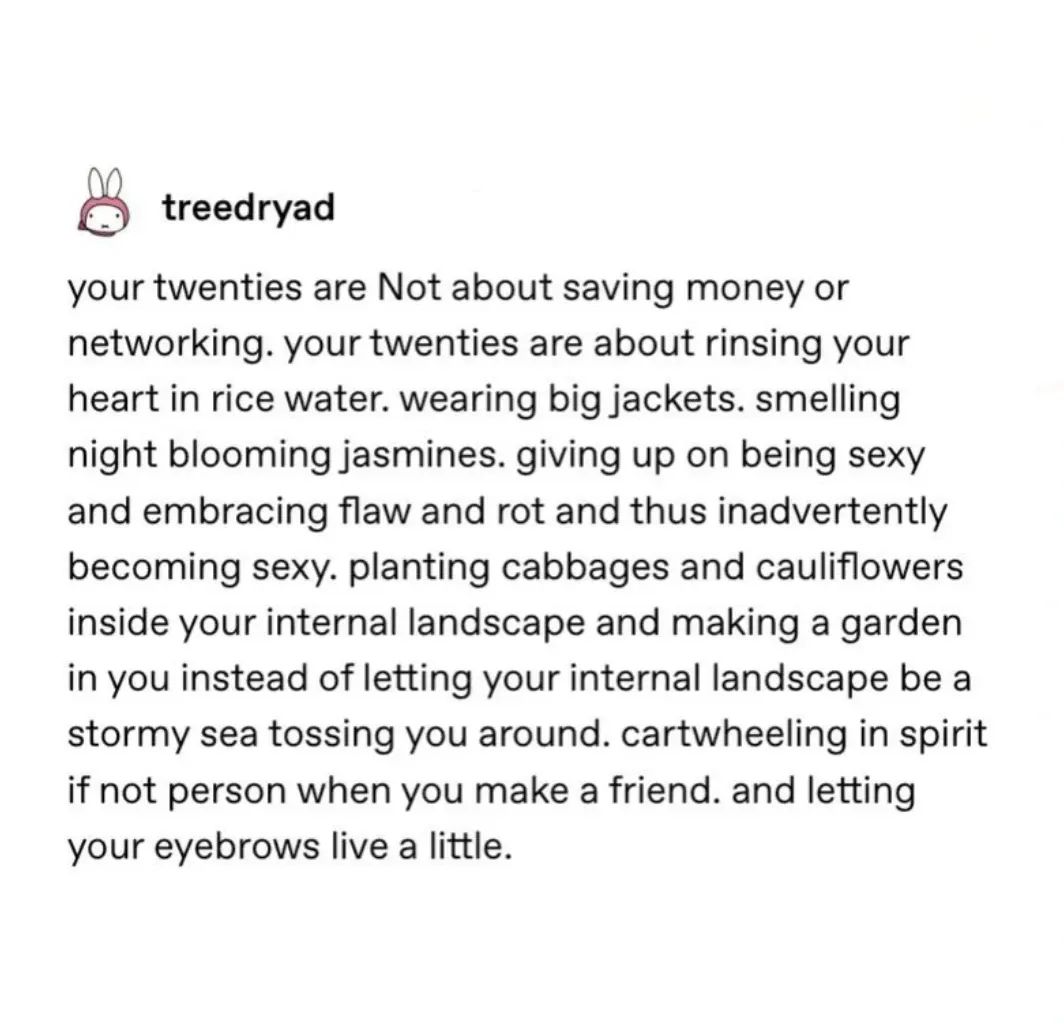 treedryad
your twenties are Not about saving money or
networking. your twenties are about rinsing your
heart in rice water. wearing big jackets. smelling
night blooming jasmines. giving up on being sexy
and embracing flaw and rot and thus inadvertently
becoming sexy. planting cabbages and cauliflowers
inside your internal landscape and making a garden
in you instead of letting your internal landscape be a
stormy sea tossing you around. cartwheeling in spirit
if not person when you make a friend. and letting
your eyebrows live a little.